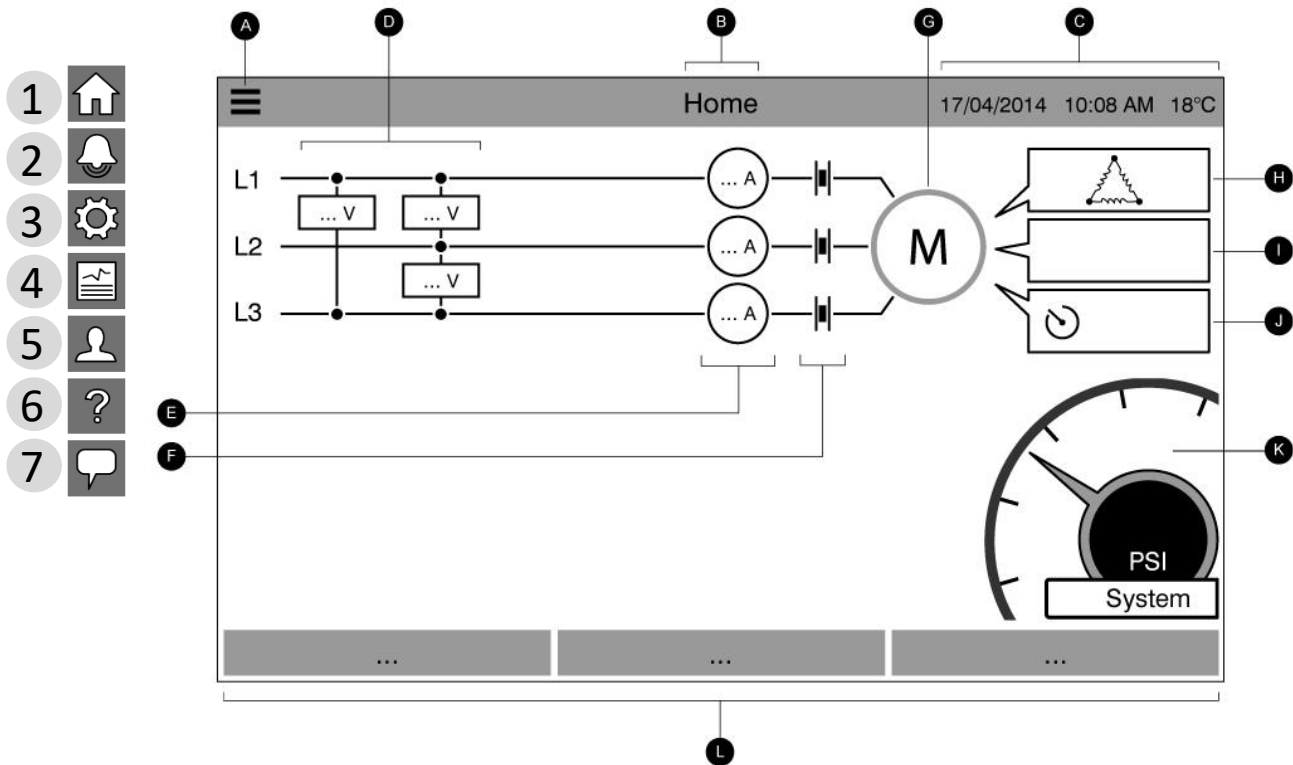 A D B G C
1
2
3
4
5
6
7
Home 17/04/2014 10:08 AM 18°C
L1 ... A
... V ... V
L2 ... A M
... V
L3 ... A
H
I
J
E
F
K
PSI
System
... ... ...
L